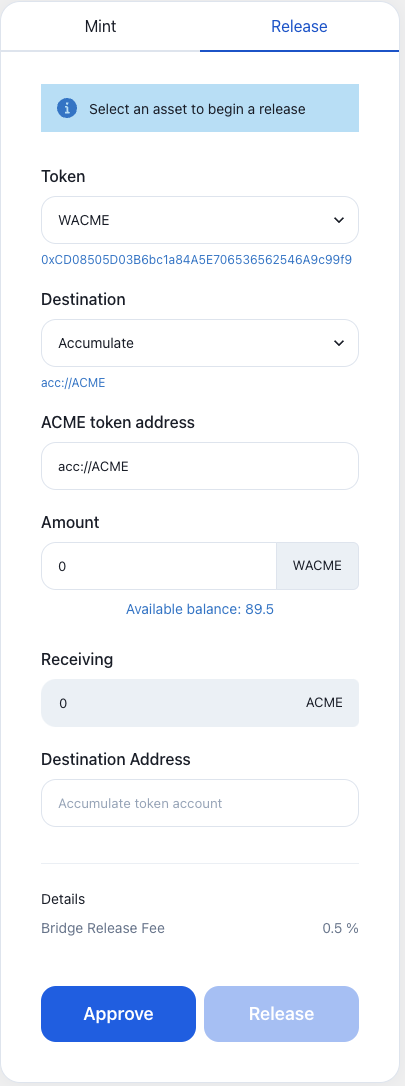 Mint
Release
Select an asset to begin a release
Token
WACME
0xCD08505D03B6bc1a84A5E706536562546A9c99f9
Destination
Accumulate
acc://ACME
ACME token address
acc://ACME
Amount
0
WACME
Available balance: 89.5
Receiving
0
ACME
Destination Address
Accumulate token account
Details
Bridge Release Fee
0.5 %
Approve
Release